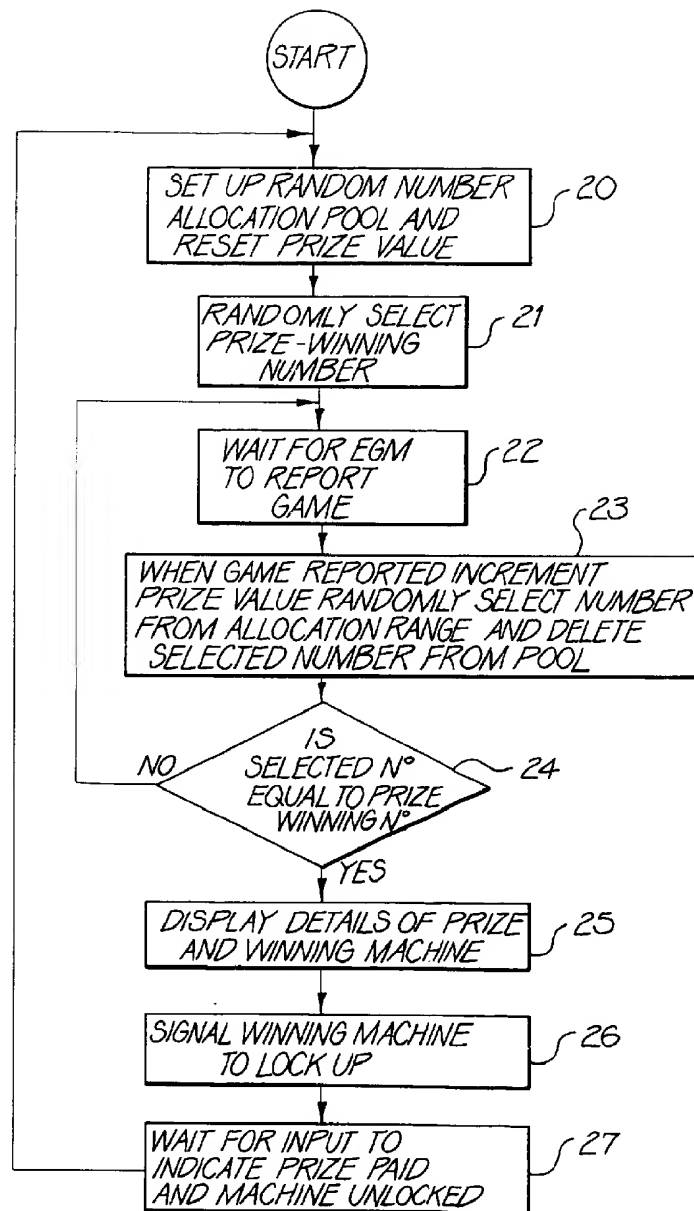 START
SET UP RANDOM NUMBER
ALLOCATION POOL AND
RESET PRIZE VALUE
20
RANDOMLY SELECT
PRIZE-WINNING
NUMBER
21
WAIT FOR EGM
TO REPORT
GAME
22
23
WHEN GAME REPORTED INCREMENT
PRIZE VALUE RANDOMLY SELECT NUMBER
FROM ALLOCATION RANGE AND DELETE
SELECTED NUMBER FROM POOL
IS
SELECTED Nº
EQUAL TO PRIZE
WINNING Nº
24
NO
YES
DISPLAY DETAILS OF PRIZE
AND WINNING MACHINE
25
SIGNAL WINNING MACHINE
TO LOCK UP
26
WAIT FOR INPUT TO
INDICATE PRIZE PAID
AND MACHINE UNLOCKED
27